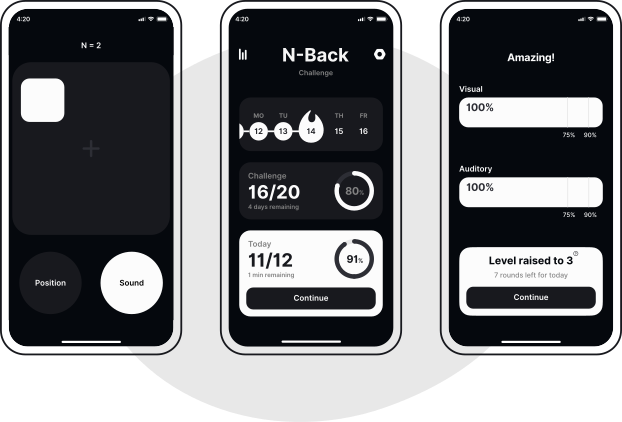 4:20
N = 2
Position
Sound
4:20
N-Back
Challenge
MO TU TH FR
12 13 14 15 16
Challenge
16/20
4 days remaining
80%
Today
11/12
1 min remaining
91%
Continue
4:20
Amazing!
Visual
100%
75% 90%
Auditory
100%
75% 90%
Level raised to 3
7 rounds left for today
Continue